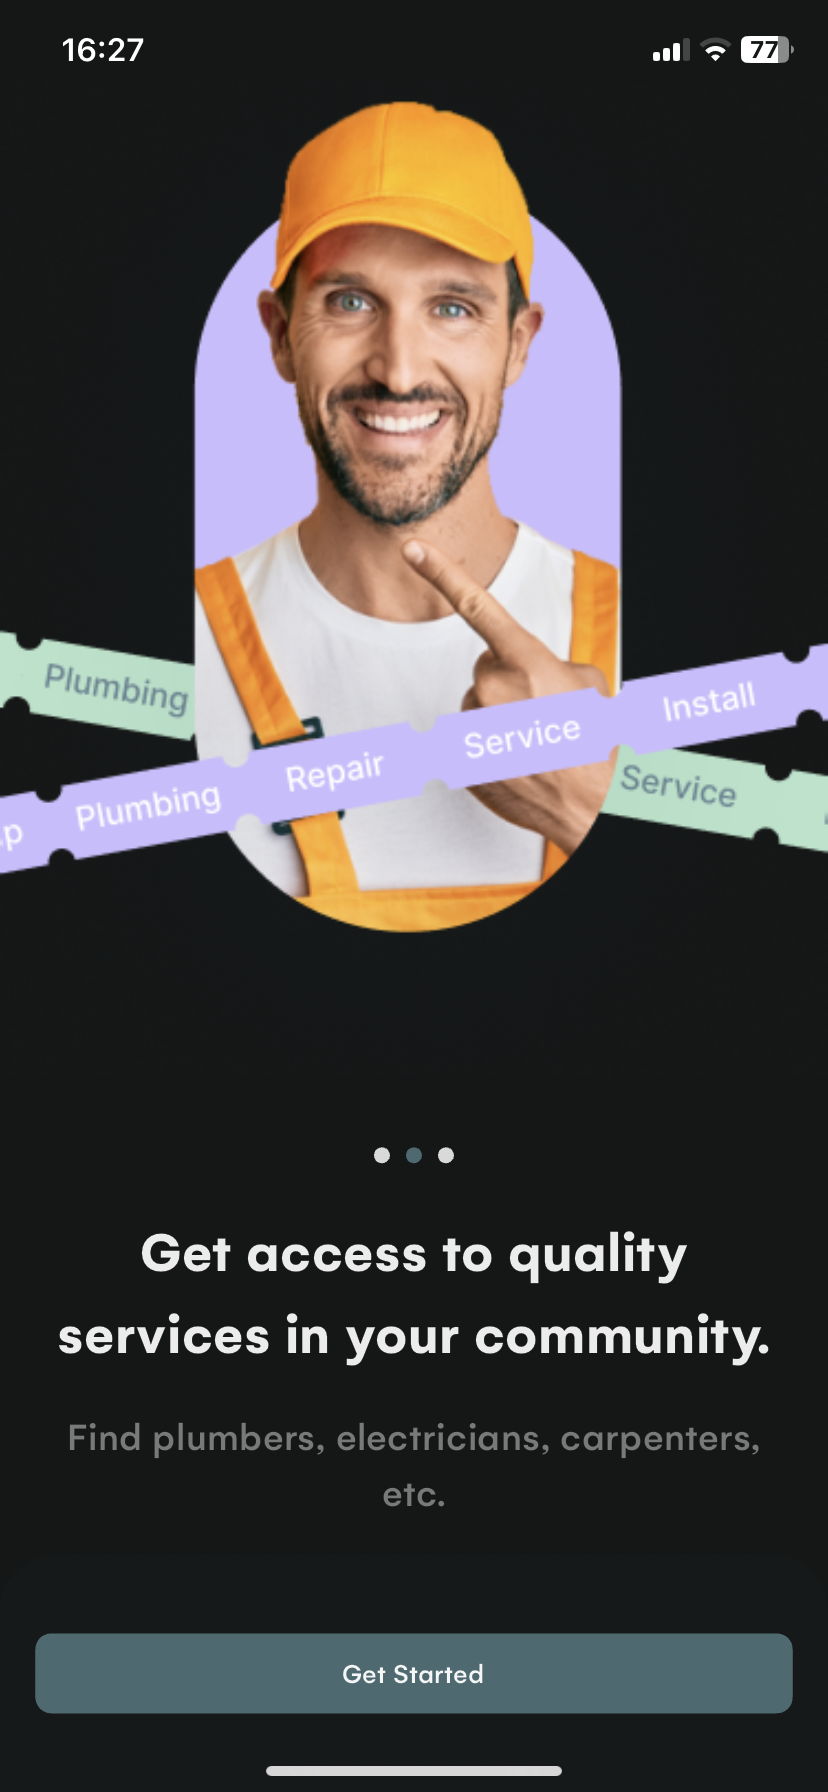 16:27
77
Plumbing
Plumbing
Repair
Service
Install
Service
Get access to quality
services in your community.
Find plumbers, electricians, carpenters,
etc.
Get Started